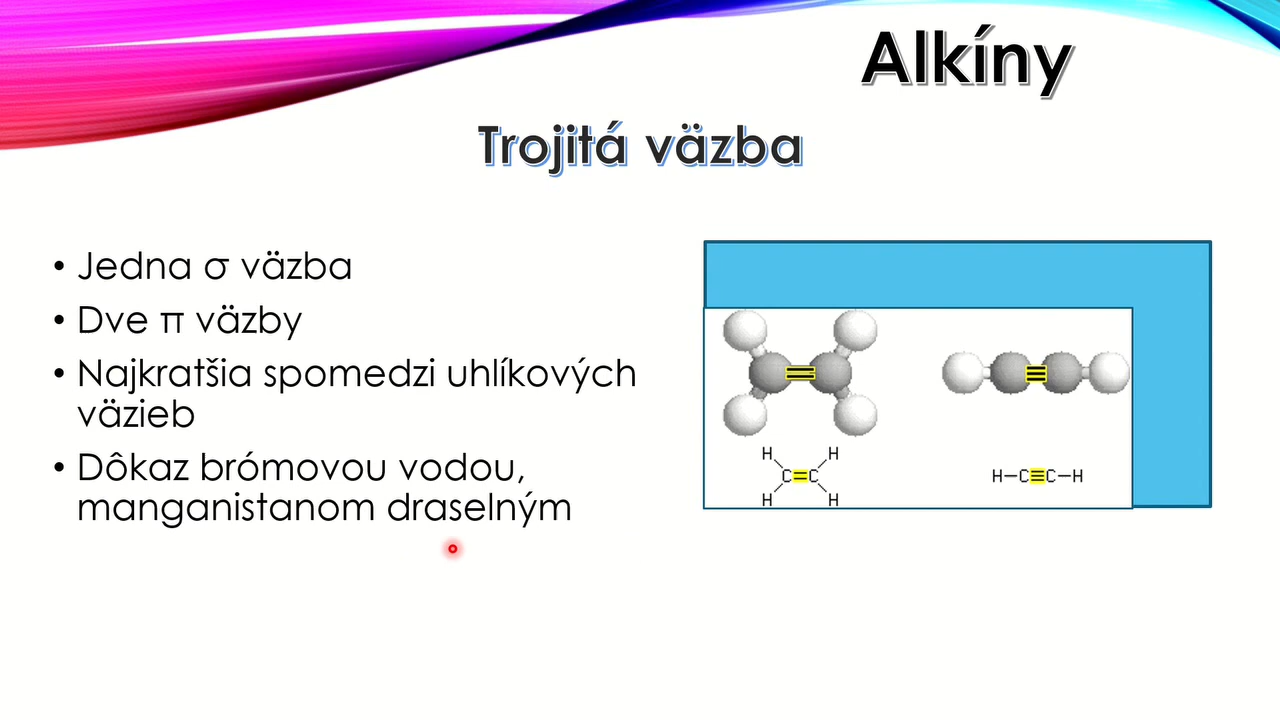 Alkíny
Trojitá väzba
• Jedna σ väzba
• Dve π väzby
• Najkratšia spomedzi uhlíkových
väzieb
• Dôkaz brómovou vodou,
manganistanom draselným
H H
C=C
H H
H—C≡C—H